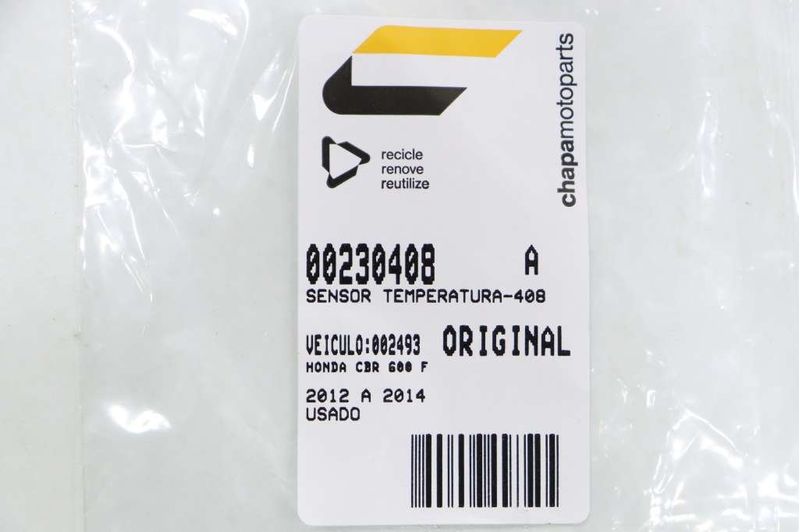 chapamotoparts
recicle
renove
reutilize
00230408 A
SENSOR TEMPERATURA-408
VEICULO:002493 ORIGINAL
HONDA CBR 600 F
2012 A 2014
USADO